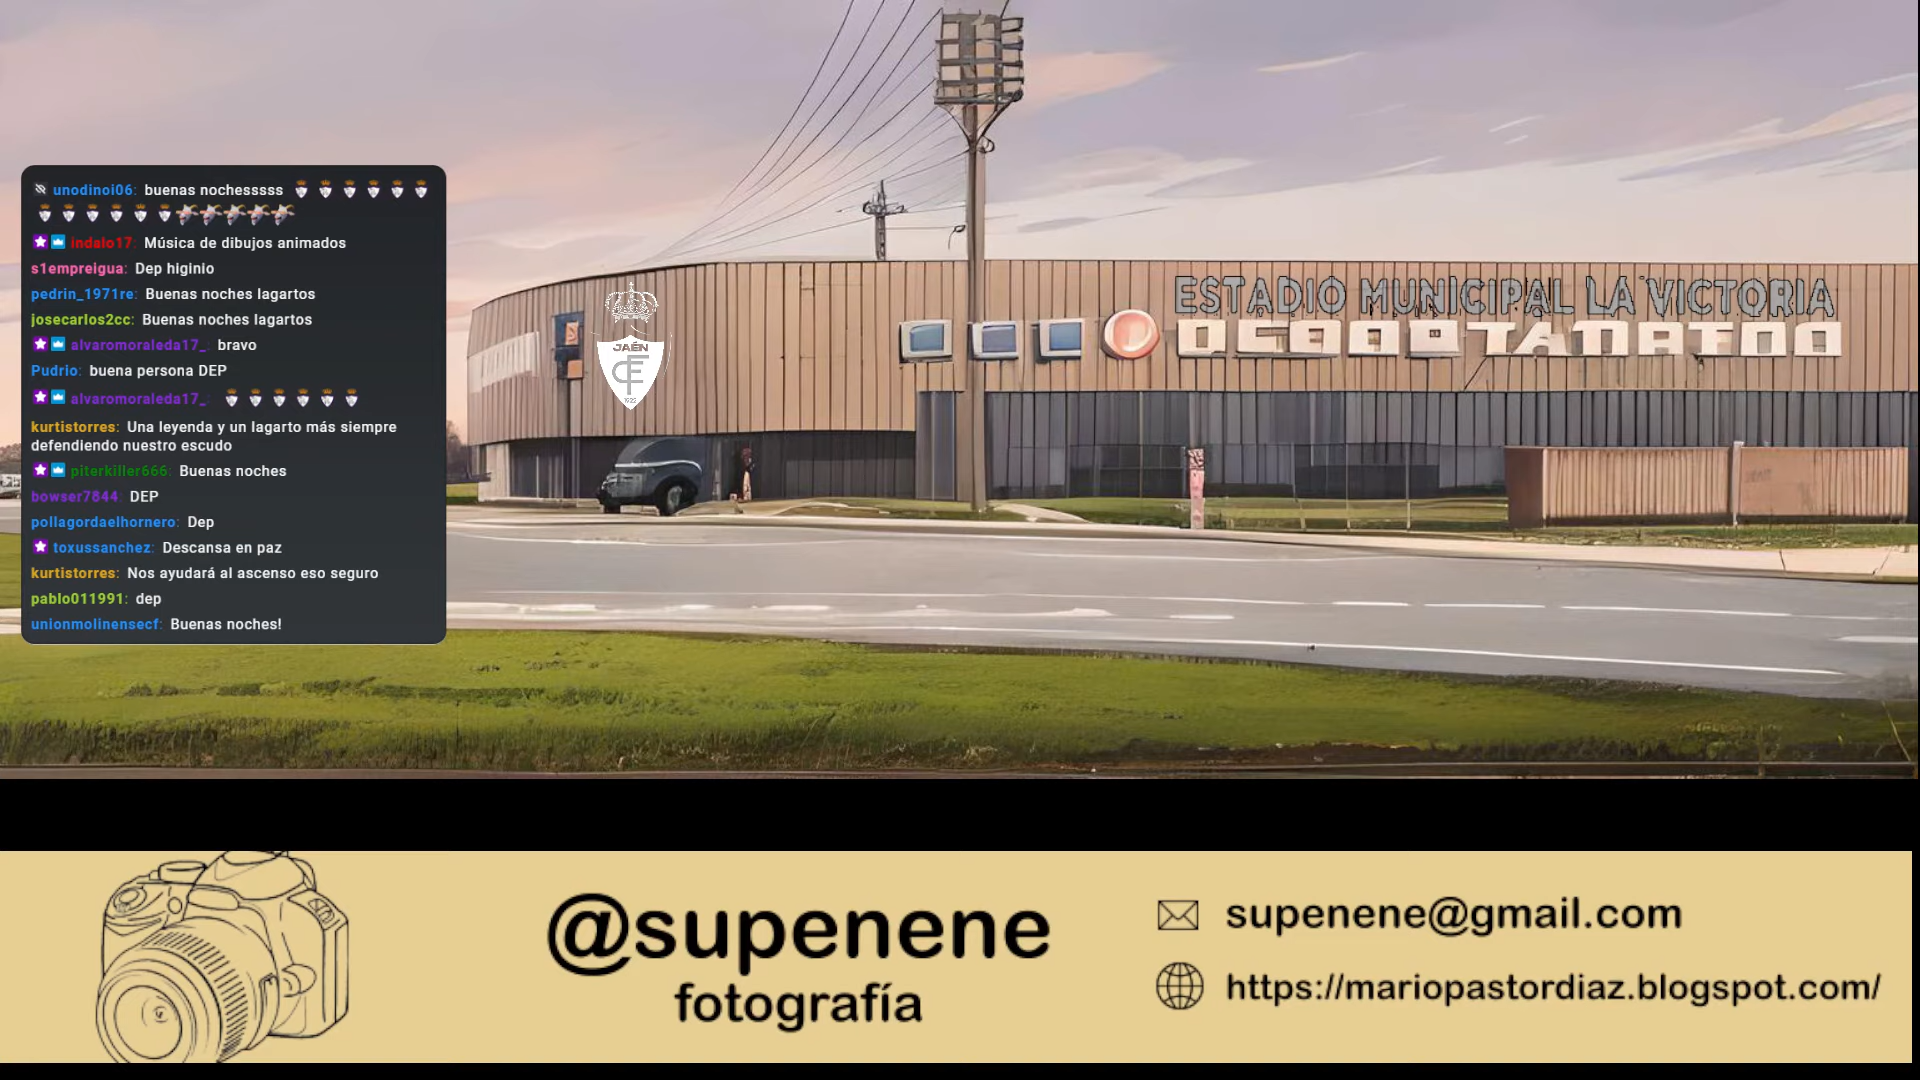 unodinoi06: buenas nochesssss
indalo17: Música de dibujos animados
s1empreigua: Dep higinio
pedrin_1971re: Buenas noches lagartos
josecarlos2cc: Buenas noches lagartos
alvaromoraleda17_: bravo
Pudrio: buena persona DEP
alvaromoraleda17_:
kurtistorres: Una leyenda y un lagarto más siempre
defendiendo nuestro escudo
piterkiller666: Buenas noches
bowser7844: DEP
pollagordaelhornero: Dep
toxussanchez: Descansa en paz
kurtistorres: Nos ayudará al ascenso eso seguro
pablo011991: dep
unionmolinensecf: Buenas noches!
JAÉN
CF
1922
ESTADIO MUNICIPAL LA VICTORIA
@supenene
fotografía
supenene@gmail.com
https://mariopastordiaz.blogspot.com/